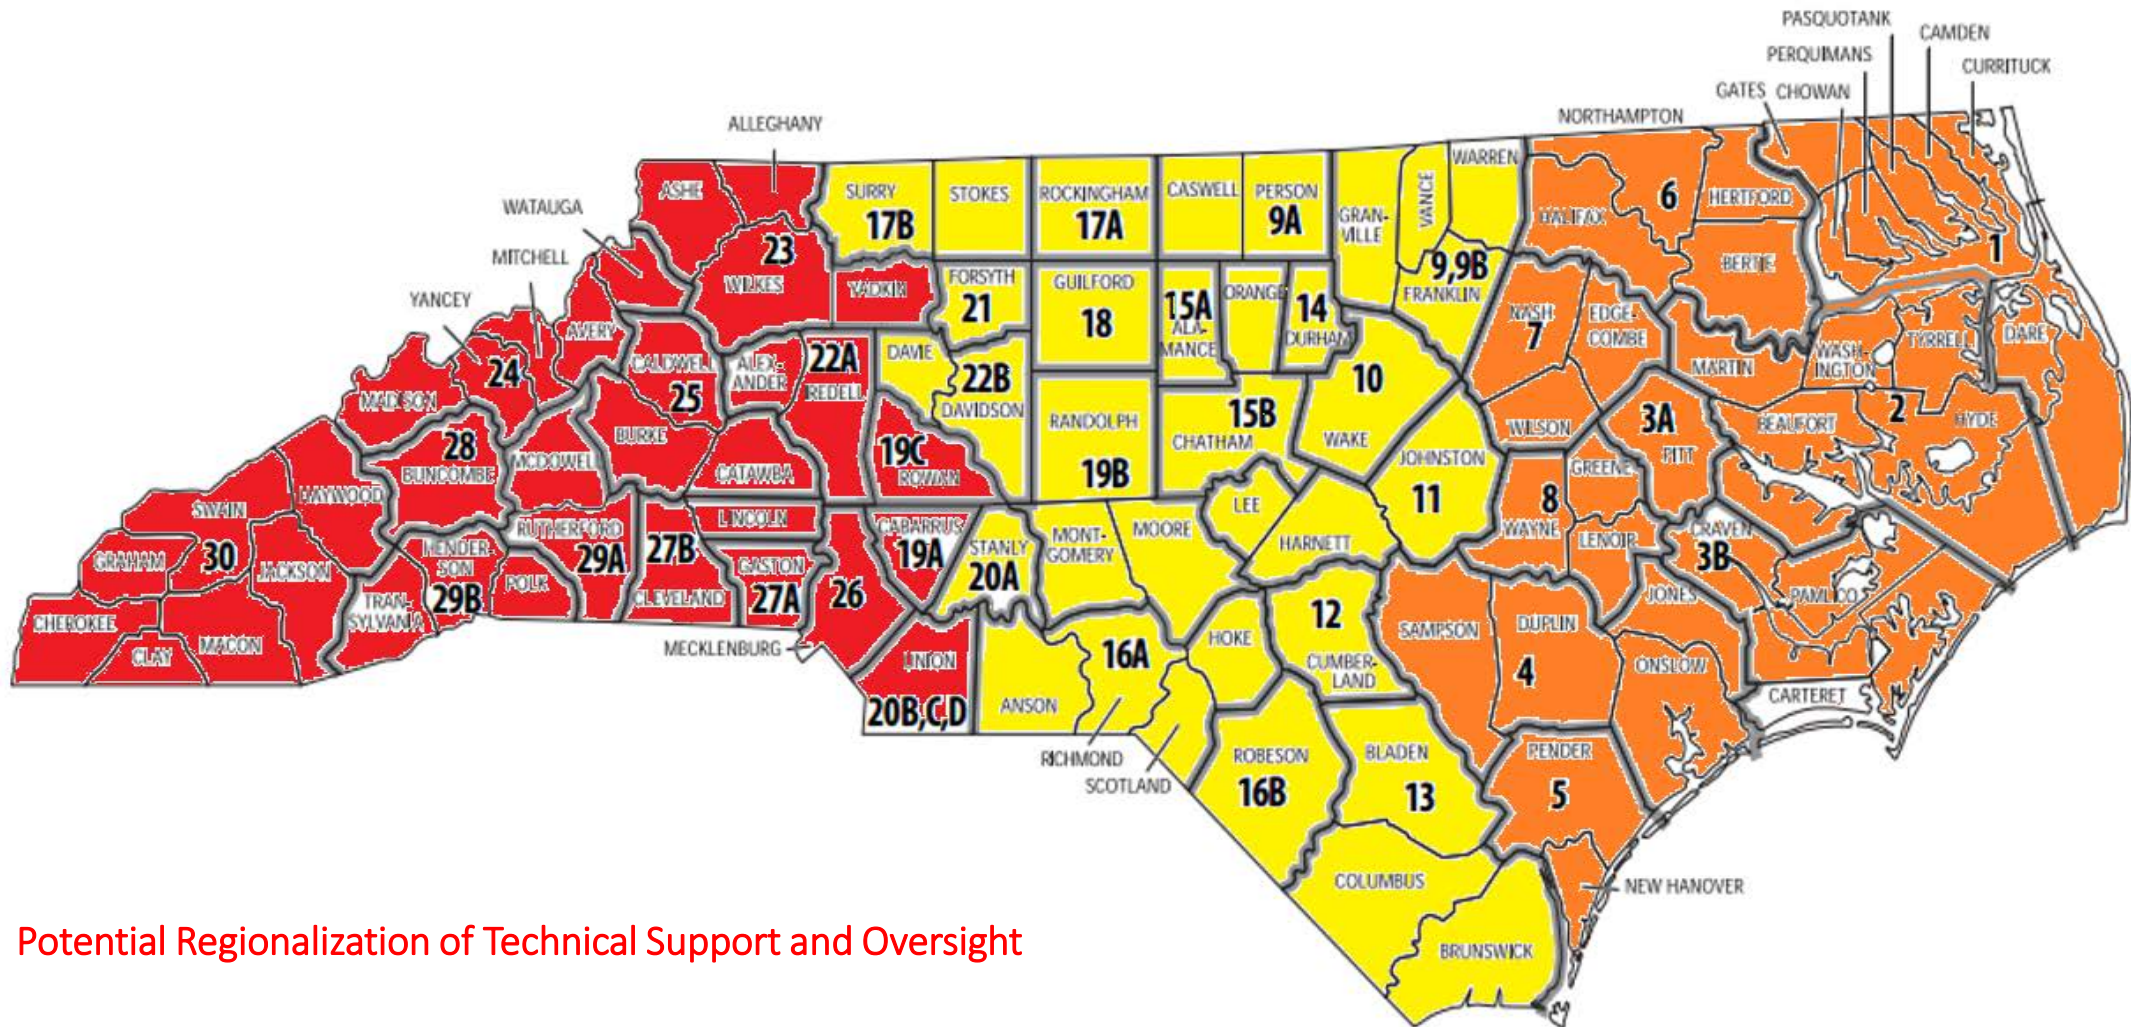 PASQUOTANK
CAMDEN
PERQUIMANS
CURRITUCK
GATES
CHOWAN
NORTHAMPTON
ALLEGHANY
WARREN
ASHE
SURRY
17B
STOKES
ROCKINGHAM
17A
CASWELL
PERSON
9A
GRAN-
VILLE
VANCE
9,9B
FRANKLIN
HALIFAX
6
HERTFORD
BERTIE
1
WATAUGA
MITCHELL
YANCEY
23
WILKES
YADKIN
FORSYTH
21
GUILFORD
18
15A
ALA-
MANCE
ORANGE
14
DURHAM
NASH
7
EDGE-
COMBE
MARTIN
WASH-
INGTON
TYRRELL
DARE
AVERY
24
MADISON
CALDWELL
25
BURKE
ALEX-
ANDER
22A
IREDELL
DAVIE
22B
DAVIDSON
RANDOLPH
19B
15B
CHATHAM
10
WAKE
JOHNSTON
11
WILSON
3A
PITT
GREENE
BEAUFORT
2
HYDE
28
BUNCOMBE
MCDOWELL
CATAWBA
19C
ROWAN
SWAIN
HAYWOOD
GRAHAM
30
JACKSON
CHEROKEE
CLAY
MACON
TRAN-
SYLVANIA
HENDER-
SON
29B
POLK
RUTHERFORD
29A
27B
CLEVELAND
LINCOLN
GASTON
27A
26
MECKLENBURG
CABARRUS
19A
STANLY
20A
UNION
20B,C,D
MONT-
GOMERY
MOORE
LEE
HARNETT
8
WAYNE
LENOIR
CRAVEN
3B
JONES
PAMLICO
CARTERET
ANSON
16A
RICHMOND
SCOTLAND
HOKE
12
CUMBER-
LAND
SAMPSON
DUPLIN
4
ONSLOW
ROBESON
16B
BLADEN
13
PENDER
5
NEW HANOVER
COLUMBUS
BRUNSWICK
Potential Regionalization of Technical Support and Oversight